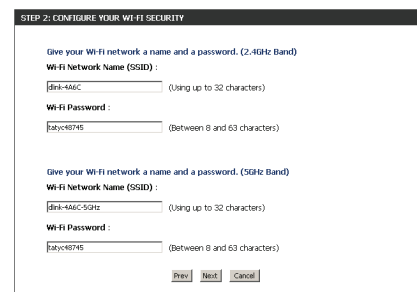 STEP 2: CONFIGURE YOUR WI-FI SECURITY
Give your Wi-Fi network a name and a password. (2.4GHz Band)
Wi-Fi Network Name (SSID) :
dlink-4A6C (Using up to 32 characters)
Wi-Fi Password :
tatyc48745 (Between 8 and 63 characters)
Give your Wi-Fi network a name and a password. (5GHz Band)
Wi-Fi Network Name (SSID) :
dlink-4A6C-5GHz (Using up to 32 characters)
Wi-Fi Password :
tatyc48745 (Between 8 and 63 characters)
Prev Next Cancel